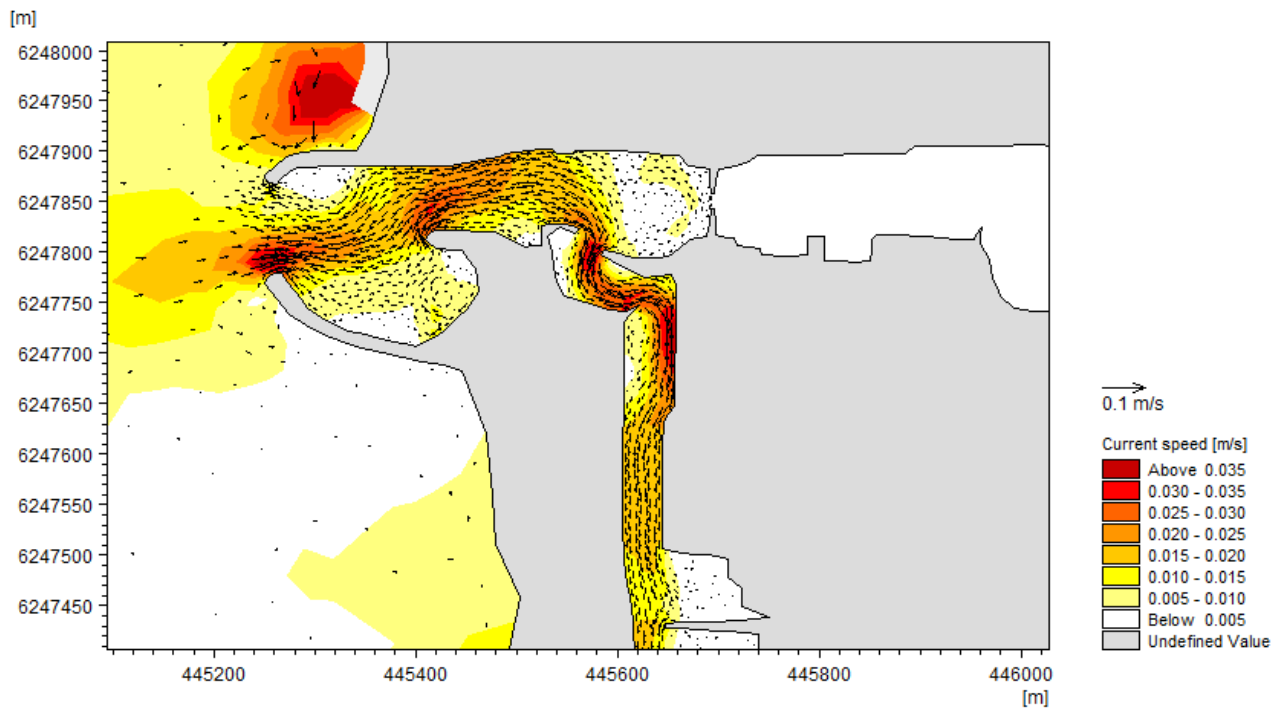 [m]
6248000
6247950
6247900
6247850
6247800
6247750
6247700
6247650
6247600
6247550
6247500
6247450
445200 445400 445600 445800 446000
[m]
0.1 m/s
Current speed [m/s]
Above 0.035
0.030 - 0.035
0.025 - 0.030
0.020 - 0.025
0.015 - 0.020
0.010 - 0.015
0.005 - 0.010
Below 0.005
Undefined Value